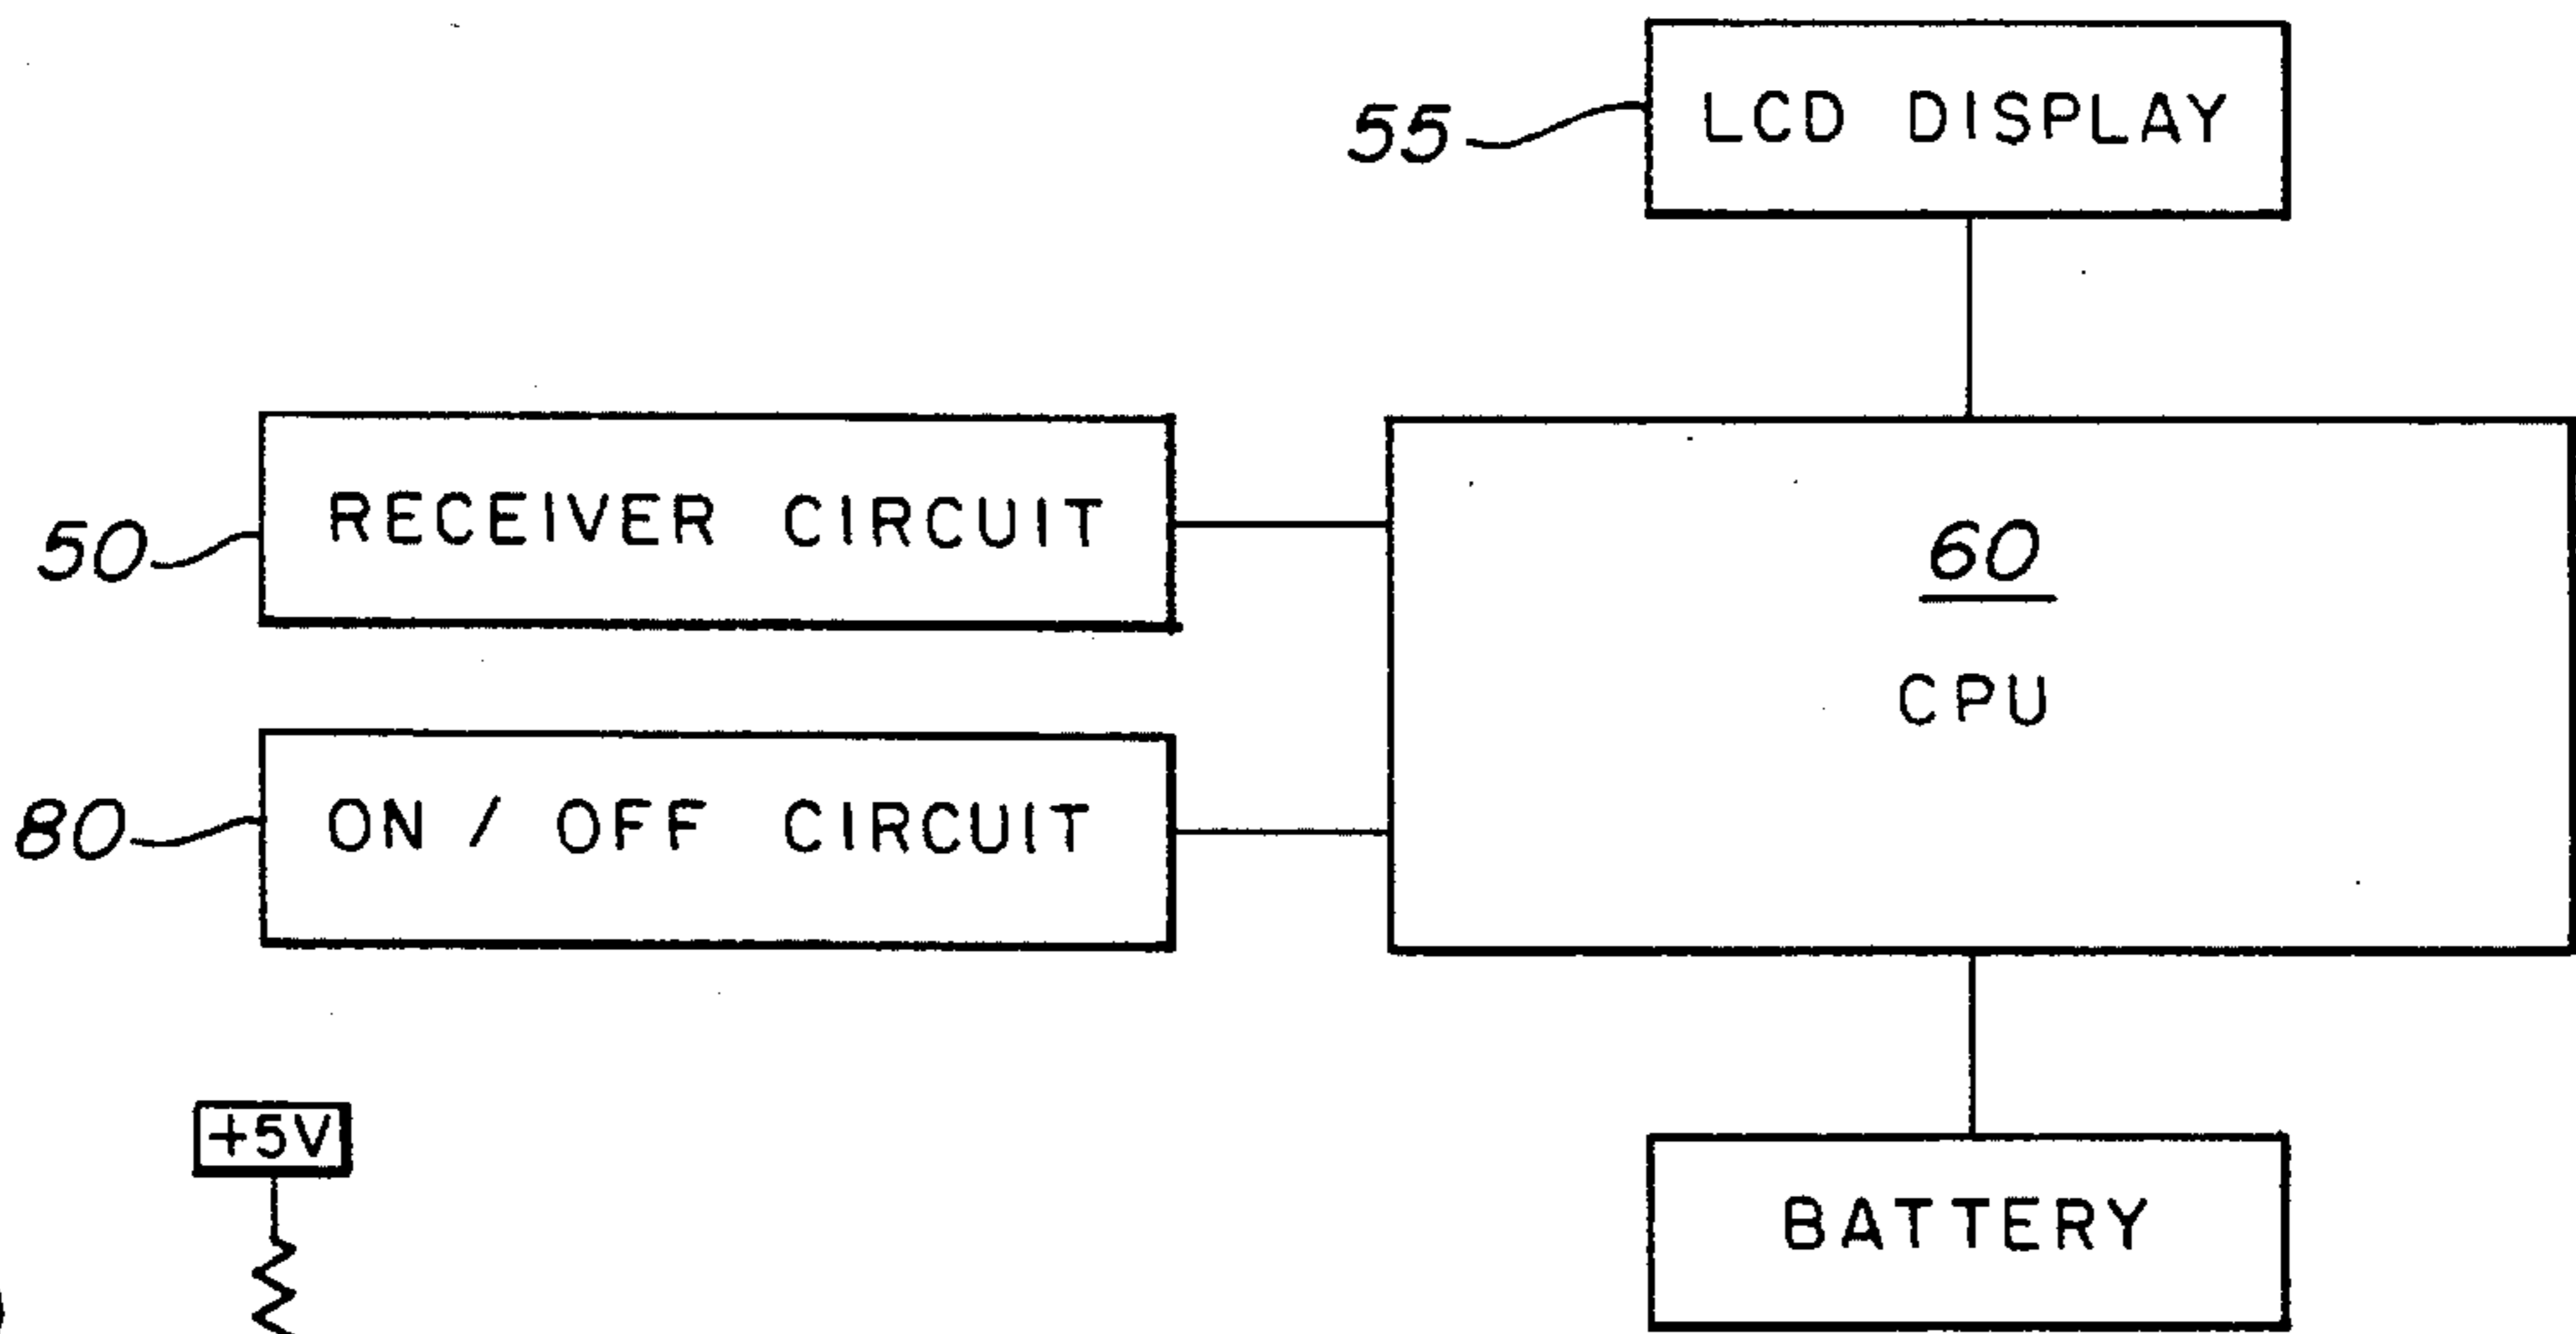 55
LCD DISPLAY
50
RECEIVER CIRCUIT
60
CPU
80
ON / OFF CIRCUIT
+5V
BATTERY